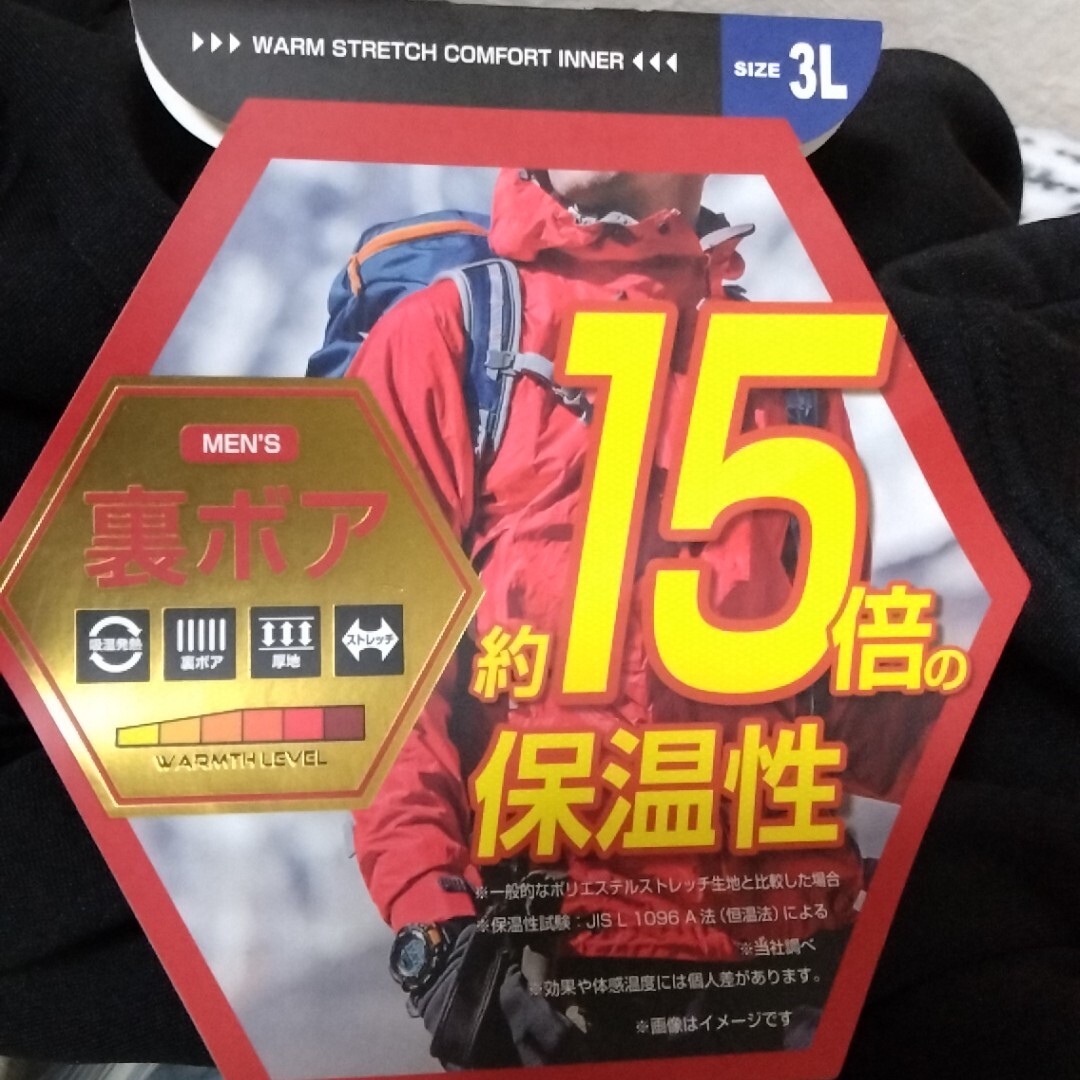 ▶▶▶ WARM STRETCH COMFORT INNER ◀◀◀
SIZE 3L
MEN'S
裏ボア
吸湿発熱
裏ボア
厚地
ストレッチ
WARMTH LEVEL
約15倍の
保温性
※一般的なポリエステルストレッチ生地と比較した場合
※保温性試験:JIS L 1096 A法(恒温法)による
※当社調べ
※効果や体感温度には個人差があります。
※画像はイメージです